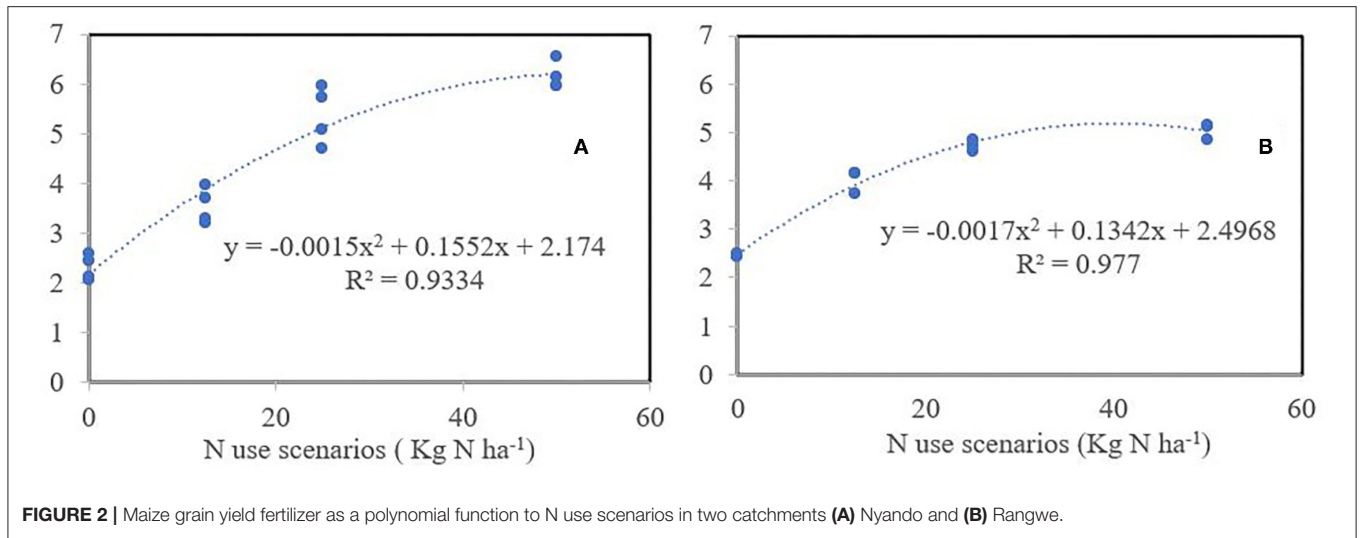 7
6
5
4
3
2
1
0
A
y = -0.0015x² + 0.1552x + 2.174
R² = 0.9334
0 20 40 60
N use scenarios ( Kg N ha⁻¹)
7
6
5
4
3
2
1
0
B
y = -0.0017x² + 0.1342x + 2.4968
R² = 0.977
0 20 40 60
N use scenarios (Kg N ha⁻¹)
FIGURE 2 | Maize grain yield fertilizer as a polynomial function to N use scenarios in two catchments (A) Nyando and (B) Rangwe.